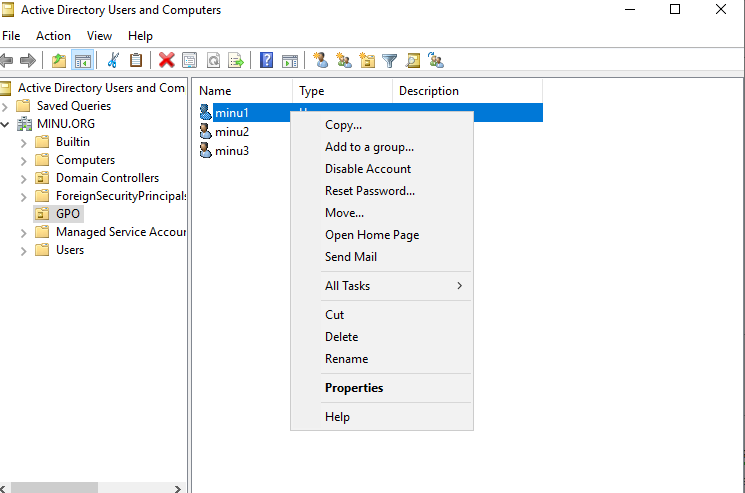 Active Directory Users and Computers
File Action View Help
Active Directory Users and Com
Saved Queries
MINU.ORG
Builtin
Computers
Domain Controllers
ForeignSecurityPrincipals
GPO
Managed Service Accour
Users
Name Type Description
minu1
minu2
minu3
Copy...
Add to a group...
Disable Account
Reset Password...
Move...
Open Home Page
Send Mail
All Tasks
Cut
Delete
Rename
Properties
Help